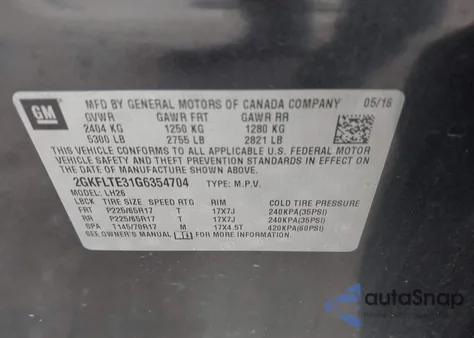 GM
MFD BY GENERAL MOTORS OF CANADA COMPANY 05/16
GVWR GAWR FRT GAWR RR
2404 KG 1250 KG 1280 KG
5300 LB 2755 LB 2821 LB
THIS VEHICLE CONFORMS TO ALL APPLICABLE U.S. FEDERAL MOTOR
VEHICLE SAFETY, BUMPER, AND THEFT PREVENTION STANDARDS IN EFFECT ON
THE DATE OF MANUFACTURE SHOWN ABOVE.
2GKFLTE31G6354704 TYPE: M.P.V.
MODEL: LH26
LBCK TIRE SIZE SPEED RTG RIM COLD TIRE PRESSURE
FRT P225/65R17 T 17X7J 240KPA(35PSI)
RR P225/65R17 T 17X7J 240KPA(35PSI)
SPA T145/70R17 M 17X4.5T 420KPA(60PSI)
SEE OWNER'S MANUAL FOR MORE INFORMATION.
autoSnap